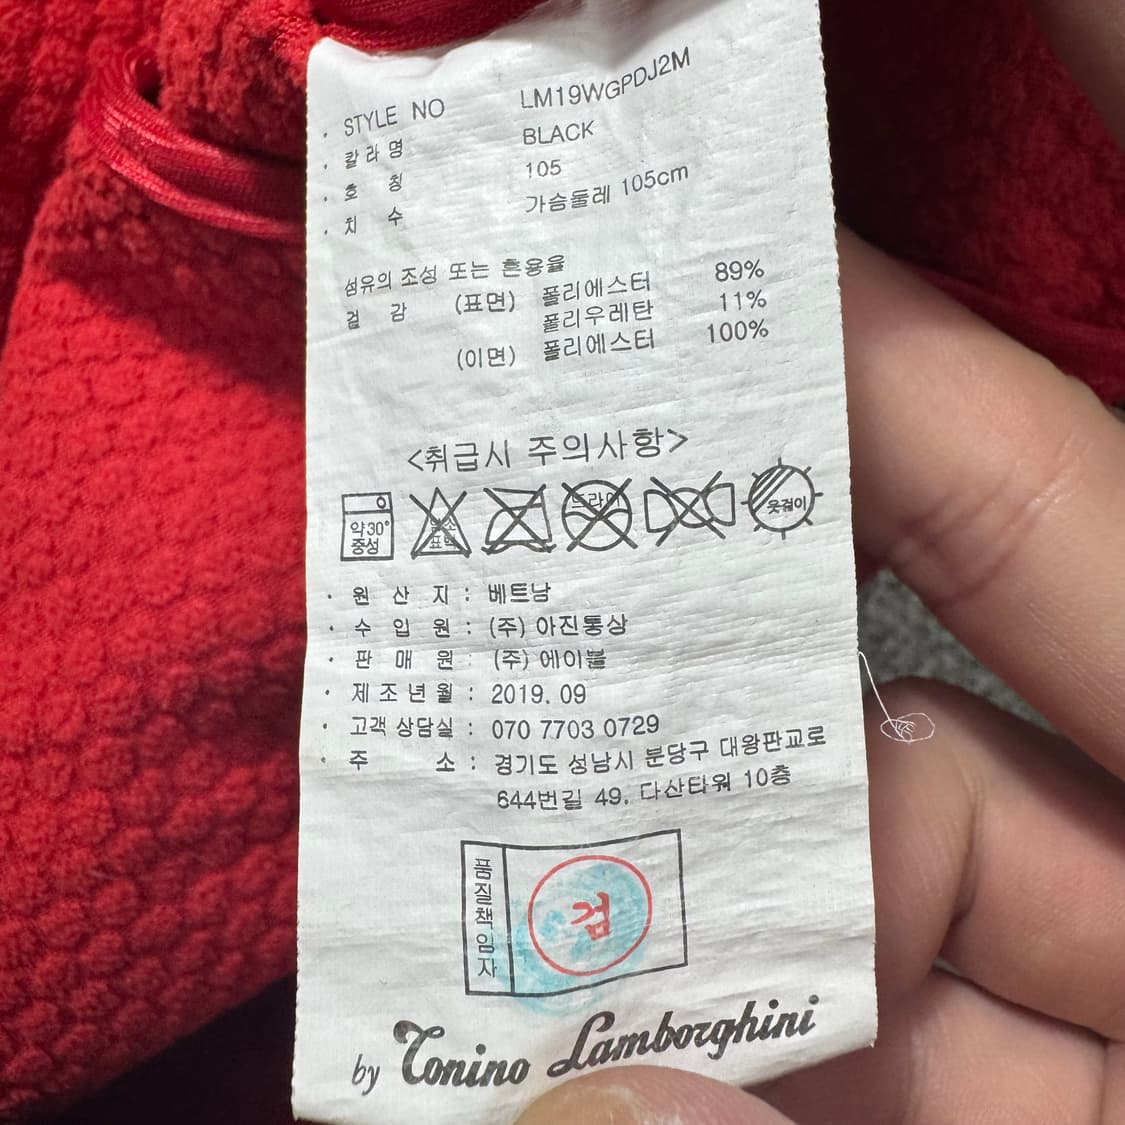 · STYLE NO LM19WGPDJ2M
· 칼라명 BLACK
· 호 칭 105
· 치 수 가슴둘레 105cm
섬유의 조성 또는 혼용율
겉 감 (표면) 폴리에스터 89%
폴리우레탄 11%
(이면) 폴리에스터 100%
<취급시 주의사항>
약30° 중성 염소 표백 드라이 옷걸이
· 원 산 지 : 베트남
· 수 입 원 : (주) 아진통상
· 판 매 원 : (주) 에이블
· 제조년월 : 2019. 09
· 고객 상담실 : 070 7703 0729
· 주 소 : 경기도 성남시 분당구 대왕판교로
644번길 49. 다산타워 10층
품질책임자
검
by Tonino Lamborghini